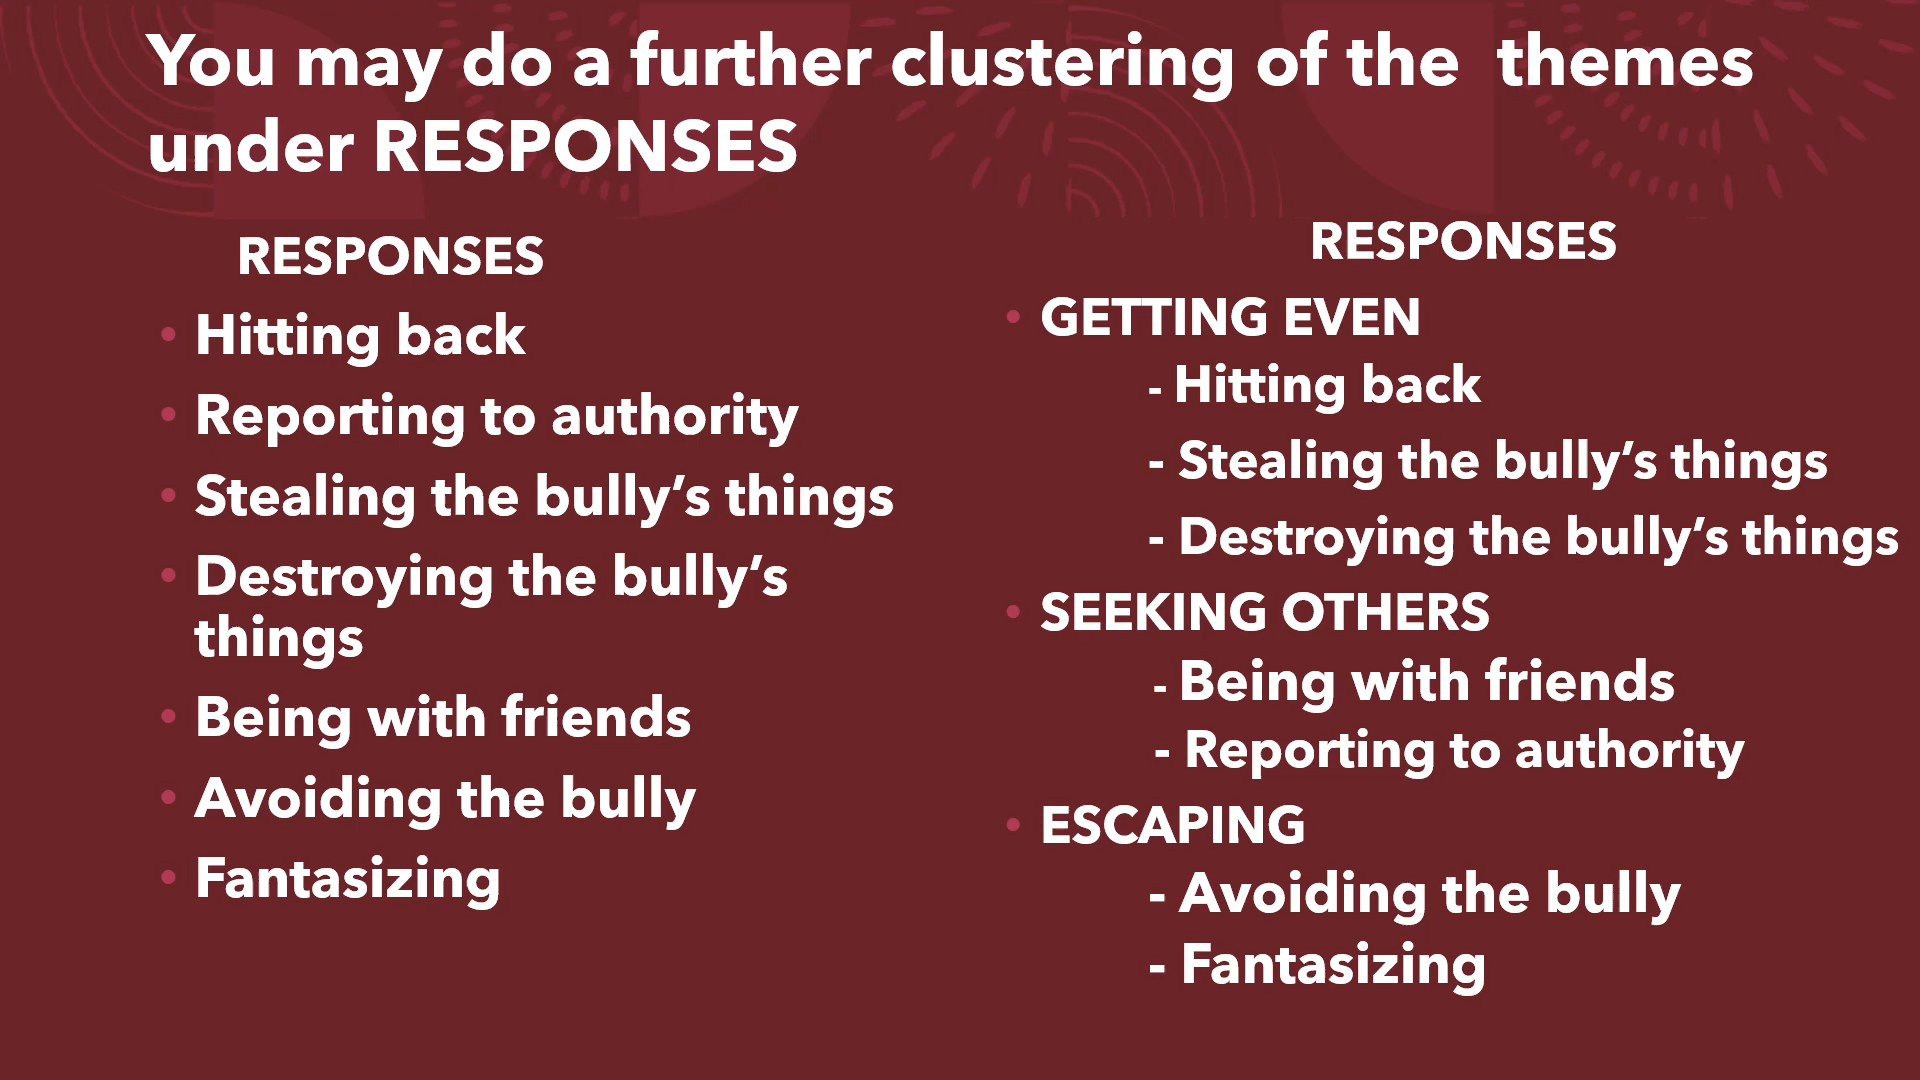 You may do a further clustering of the  themes
under RESPONSES
RESPONSES
• Hitting back
• Reporting to authority
• Stealing the bully’s things
• Destroying the bully’s
things
• Being with friends
• Avoiding the bully
• Fantasizing
RESPONSES
• GETTING EVEN
- Hitting back
- Stealing the bully’s things
- Destroying the bully’s things
• SEEKING OTHERS
- Being with friends
- Reporting to authority
• ESCAPING
- Avoiding the bully
- Fantasizing